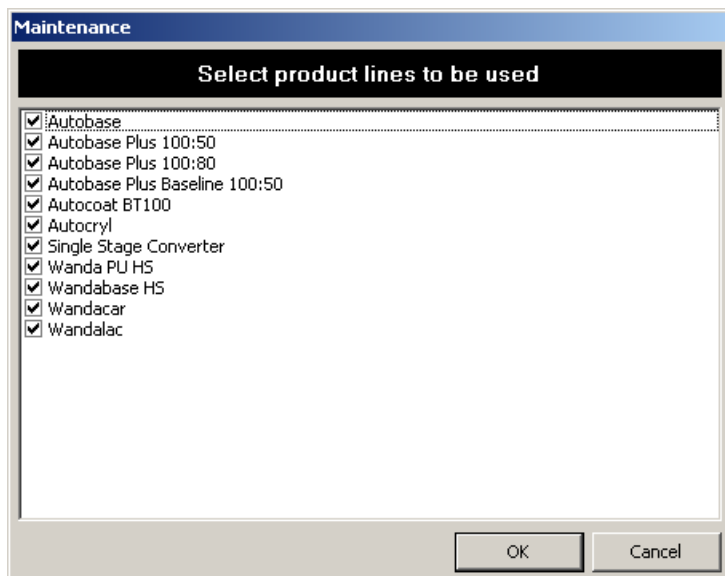 Maintenance
Select product lines to be used
Autobase
Autobase Plus 100:50
Autobase Plus 100:80
Autobase Plus Baseline 100:50
Autocoat BT100
Autocryl
Single Stage Converter
Wanda PU HS
Wandabase HS
Wandacar
Wandalac
OK Cancel